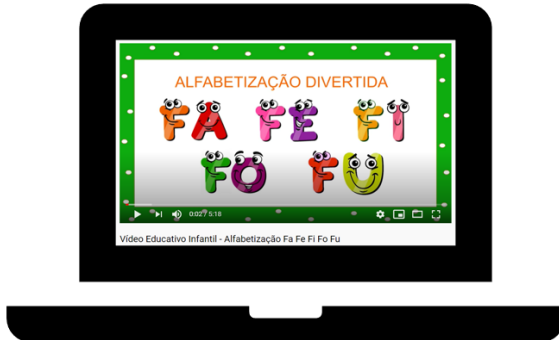 ALFABETIZAÇÃO DIVERTIDA
FA FE FI
FO FU
0:02 / 5:18
Vídeo Educativo Infantil - Alfabetização Fa Fe Fi Fo Fu